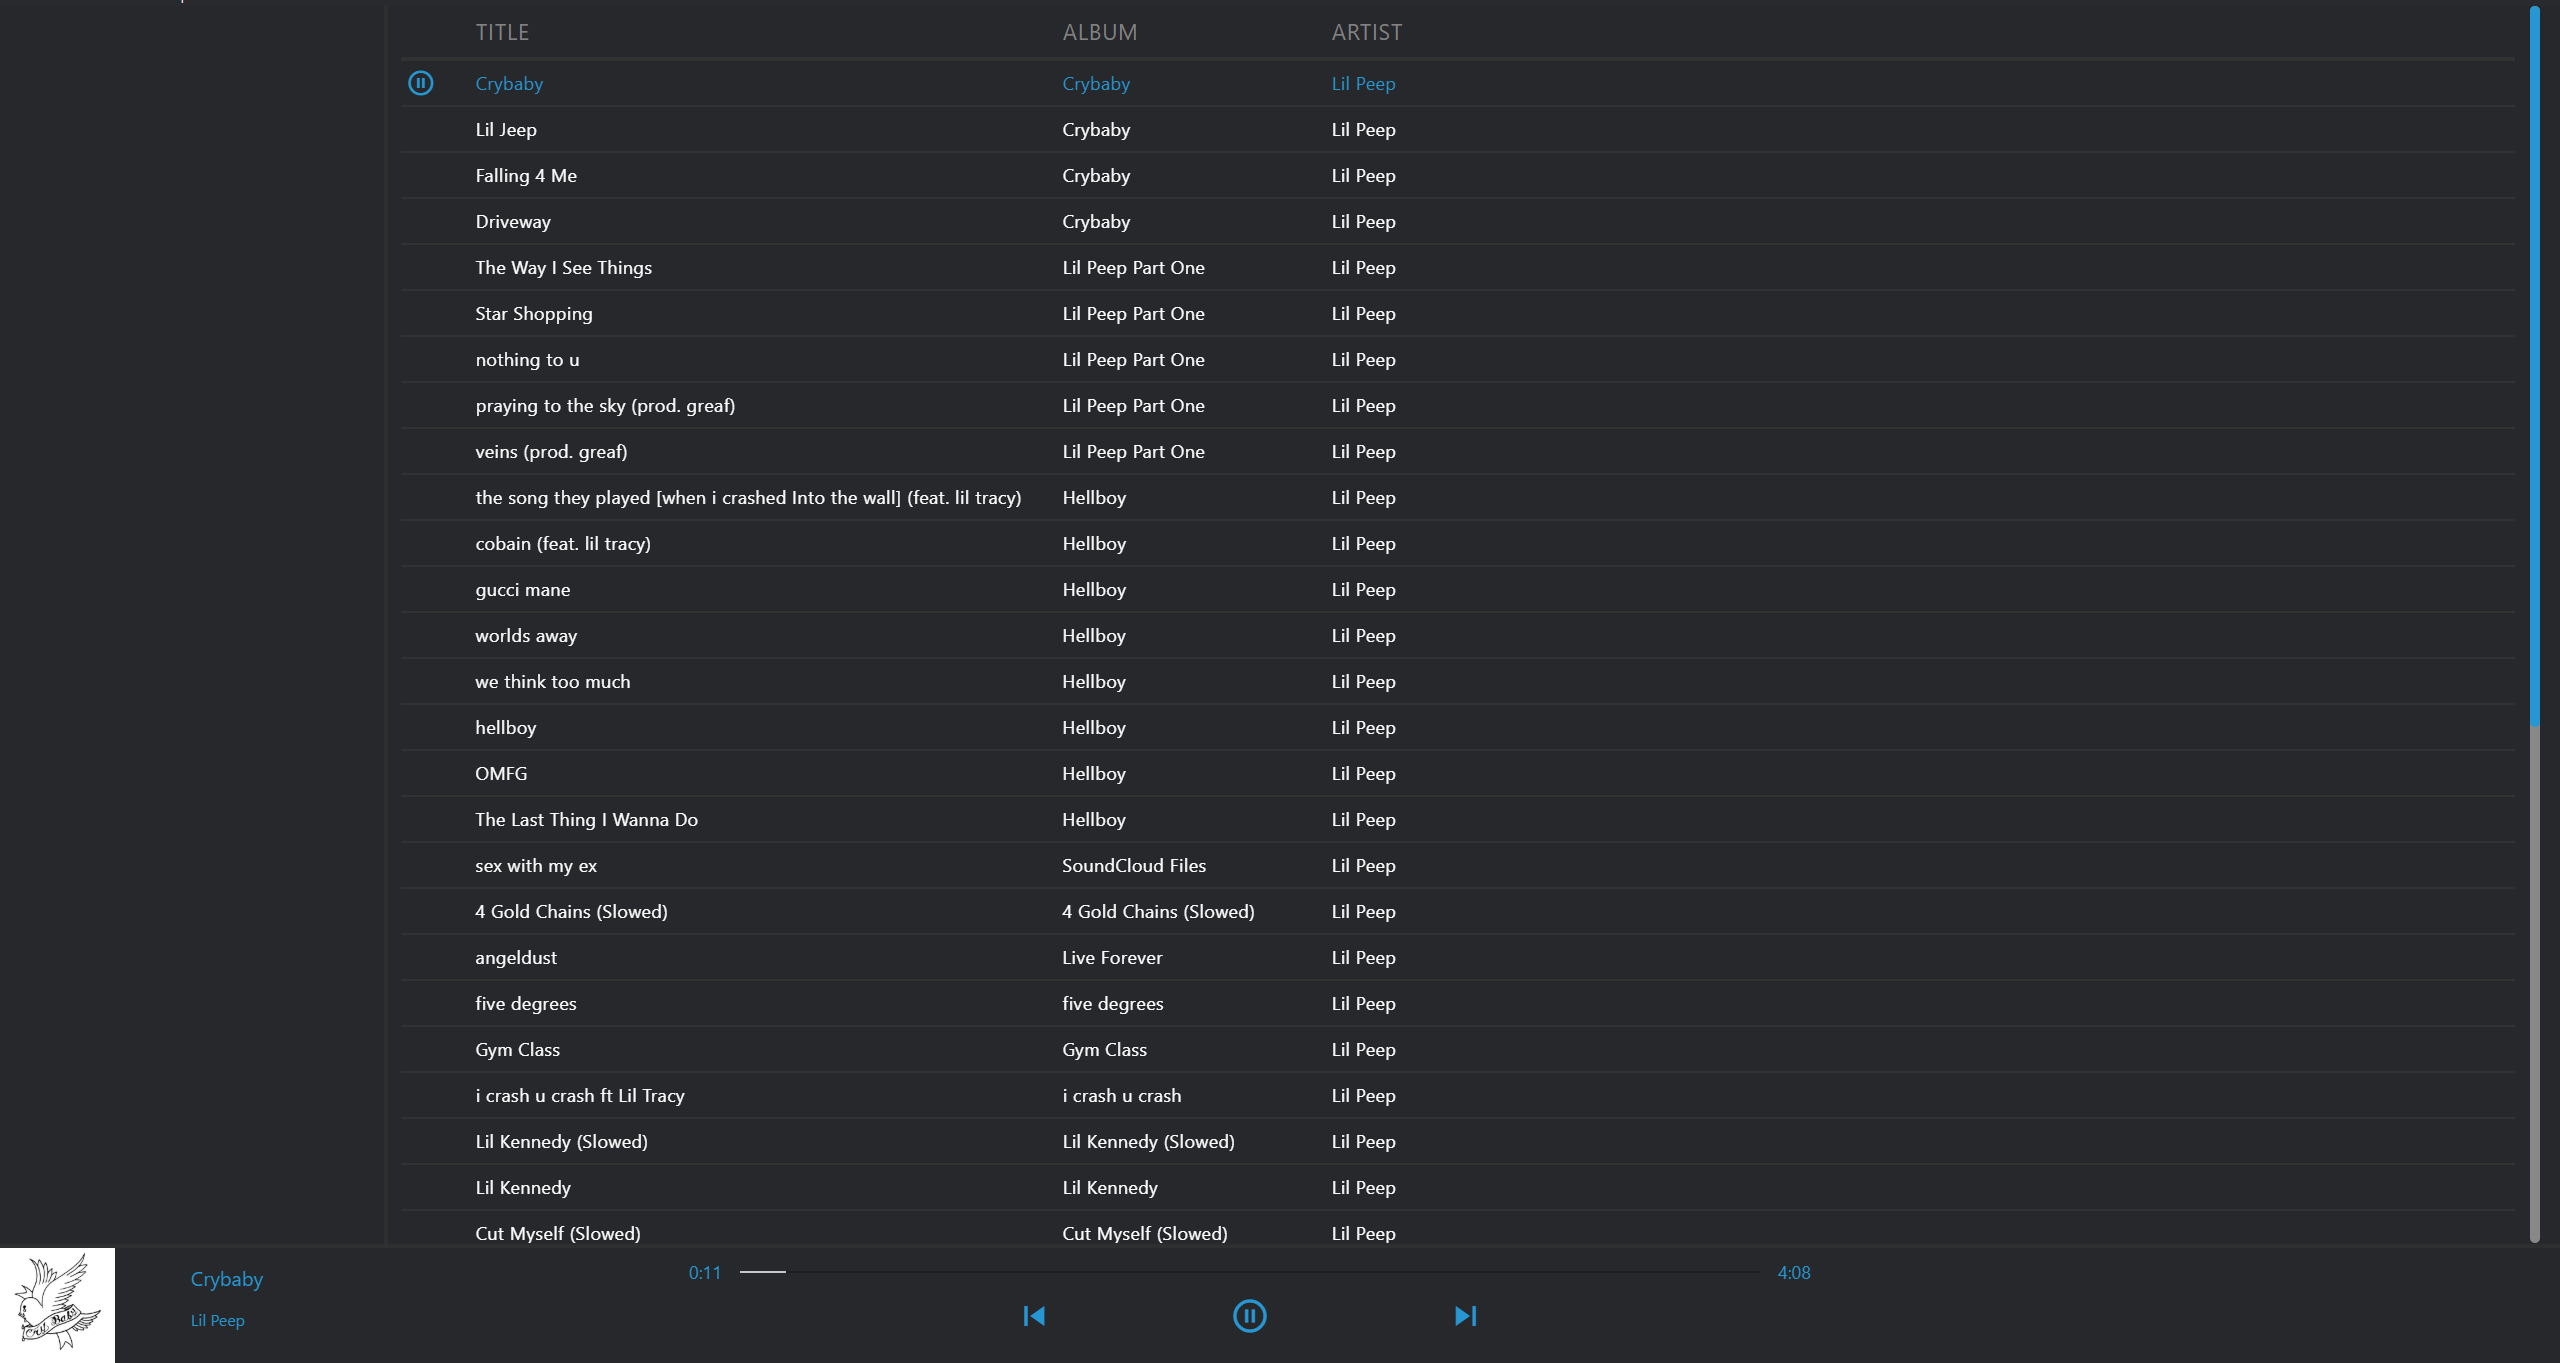 TITLE ALBUM ARTIST
Crybaby Crybaby Lil Peep
Lil Jeep Crybaby Lil Peep
Falling 4 Me Crybaby Lil Peep
Driveway Crybaby Lil Peep
The Way I See Things Lil Peep Part One Lil Peep
Star Shopping Lil Peep Part One Lil Peep
nothing to u Lil Peep Part One Lil Peep
praying to the sky (prod. greaf) Lil Peep Part One Lil Peep
veins (prod. greaf) Lil Peep Part One Lil Peep
the song they played [when i crashed Into the wall] (feat. lil tracy) Hellboy Lil Peep
cobain (feat. lil tracy) Hellboy Lil Peep
gucci mane Hellboy Lil Peep
worlds away Hellboy Lil Peep
we think too much Hellboy Lil Peep
hellboy Hellboy Lil Peep
OMFG Hellboy Lil Peep
The Last Thing I Wanna Do Hellboy Lil Peep
sex with my ex SoundCloud Files Lil Peep
4 Gold Chains (Slowed) 4 Gold Chains (Slowed) Lil Peep
angeldust Live Forever Lil Peep
five degrees five degrees Lil Peep
Gym Class Gym Class Lil Peep
i crash u crash ft Lil Tracy i crash u crash Lil Peep
Lil Kennedy (Slowed) Lil Kennedy (Slowed) Lil Peep
Lil Kennedy Lil Kennedy Lil Peep
Cut Myself (Slowed) Cut Myself (Slowed) Lil Peep
Cry Baby
Crybaby
Lil Peep
0:11 4:08